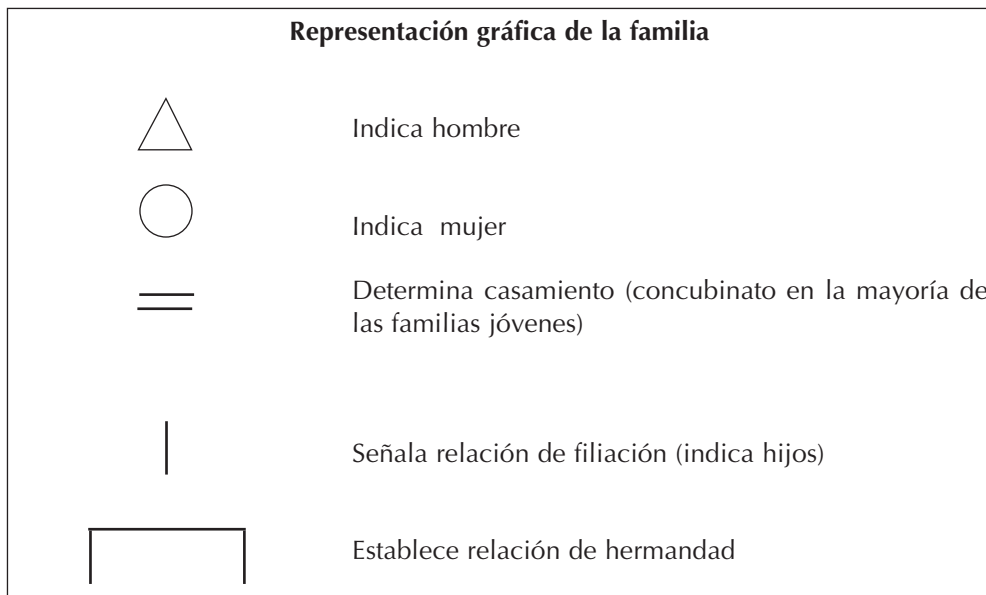 Representación gráfica de la familia
Indica hombre
Indica mujer
Determina casamiento (concubinato en la mayoría de
las familias jóvenes)
Señala relación de filiación (indica hijos)
Establece relación de hermandad